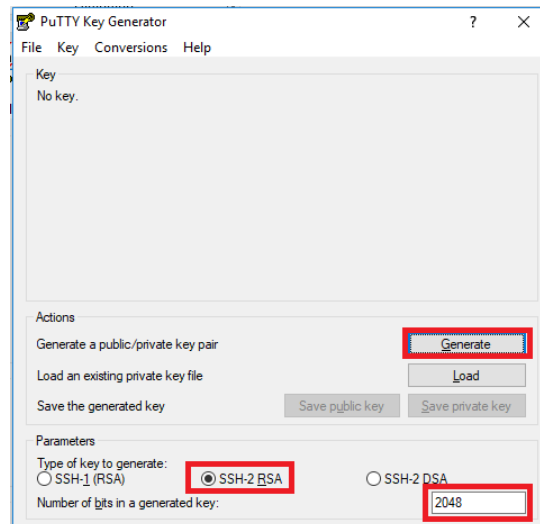 PuTTY Key Generator ? ×
File Key Conversions Help
Key
No key.
Actions
Generate a public/private key pair Generate
Load an existing private key file Load
Save the generated key Save public key Save private key
Parameters
Type of key to generate:
SSH-1 (RSA) SSH-2 RSA SSH-2 DSA
Number of bits in a generated key: 2048